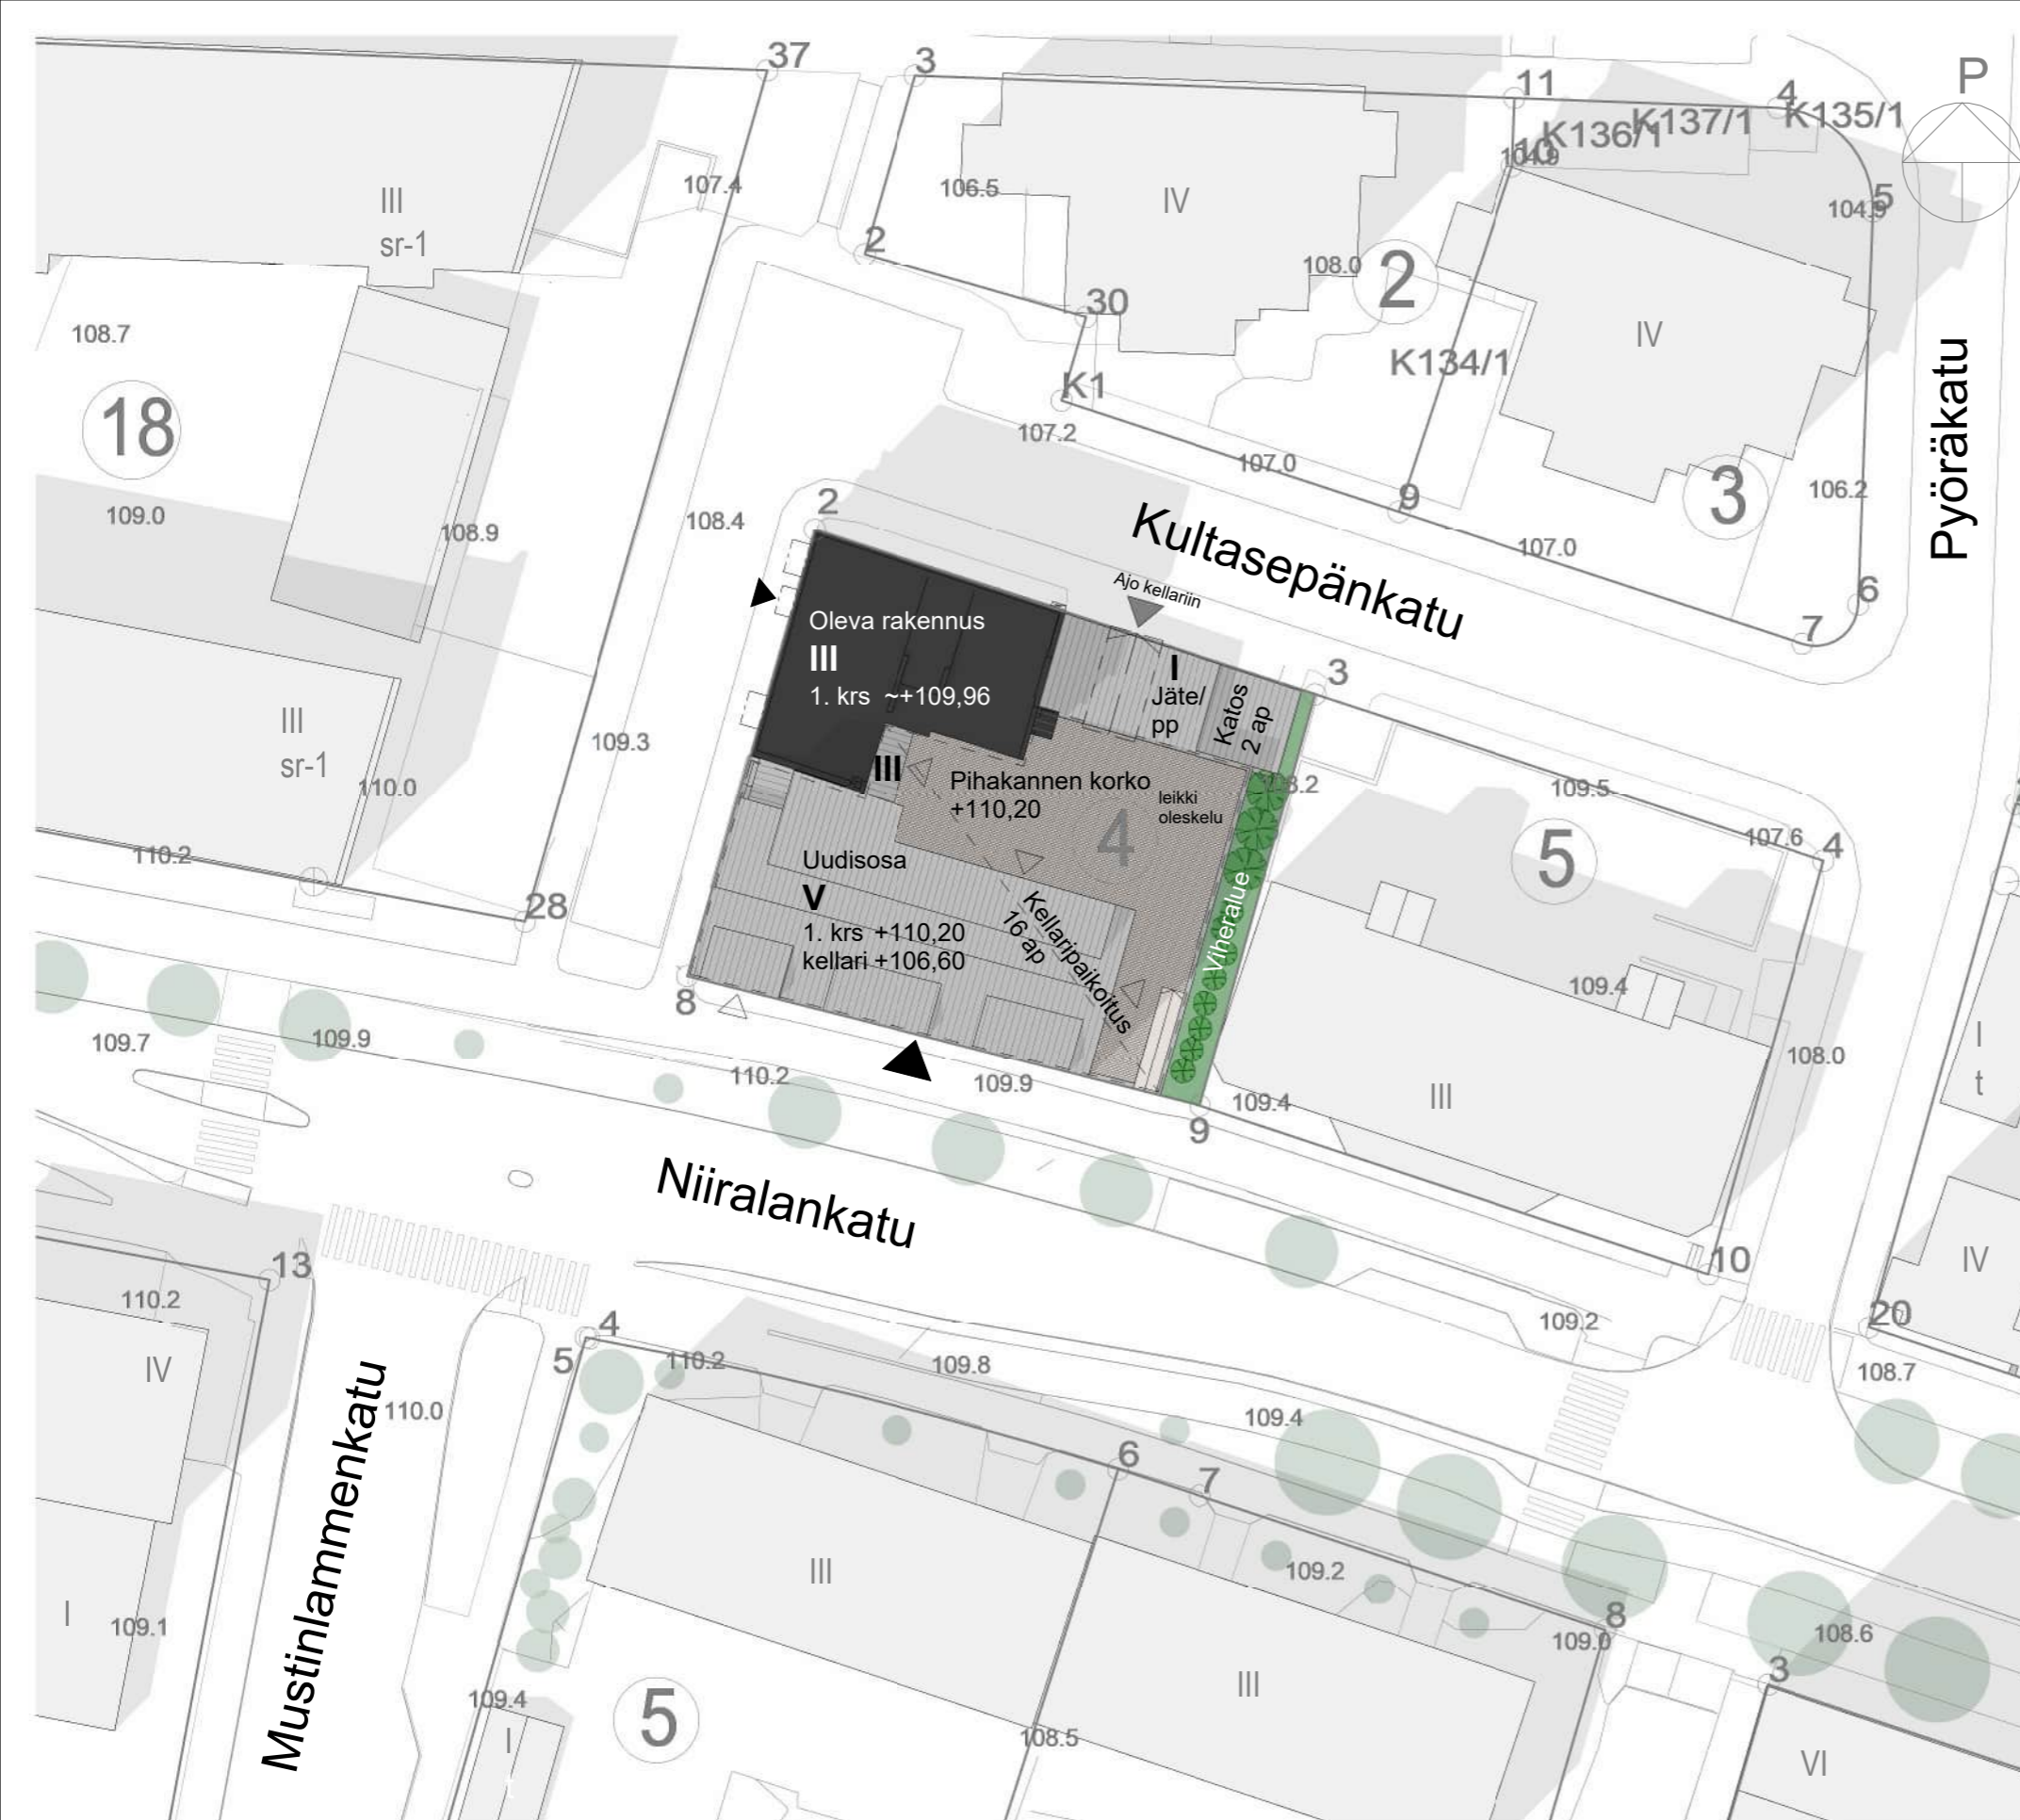 37
3
11
4
K135/1
K137/1
K136/1
10
104.9
P
III
sr-1
107.4
106.5
IV
5
104.9
2
108.0
2
30
108.7
IV
K134/1
K1
18
107.2
107.0
9
3
106.2
Pyöräkatu
109.0
108.9
108.4
2
Kultasepänkatu
107.0
Ajo kellariin
6
7
Oleva rakennus
III
1. krs ~+109,96
I
Jäte/
pp
Katos
2 ap
3
III
sr-1
109.3
110.0
III
Pihakannen korko
+110,20
leikki
oleskelu
4
109.5
107.6
4
5
110.2
Uudisosa
V
1. krs +110,20
kellari +106,60
Kellaripaikoitus
16 ap
Viheralue
28
8
109.7
109.9
110.2
109.9
109.4
9
109.4
108.0
III
I
t
Niiralankatu
10
IV
20
13
110.2
4
5
110.2
109.8
109.2
108.7
IV
110.0
109.4
Mustinlammenkatu
6
7
III
109.2
I
109.1
8
109.0
108.6
3
109.4
I
5
108.5
III
VI